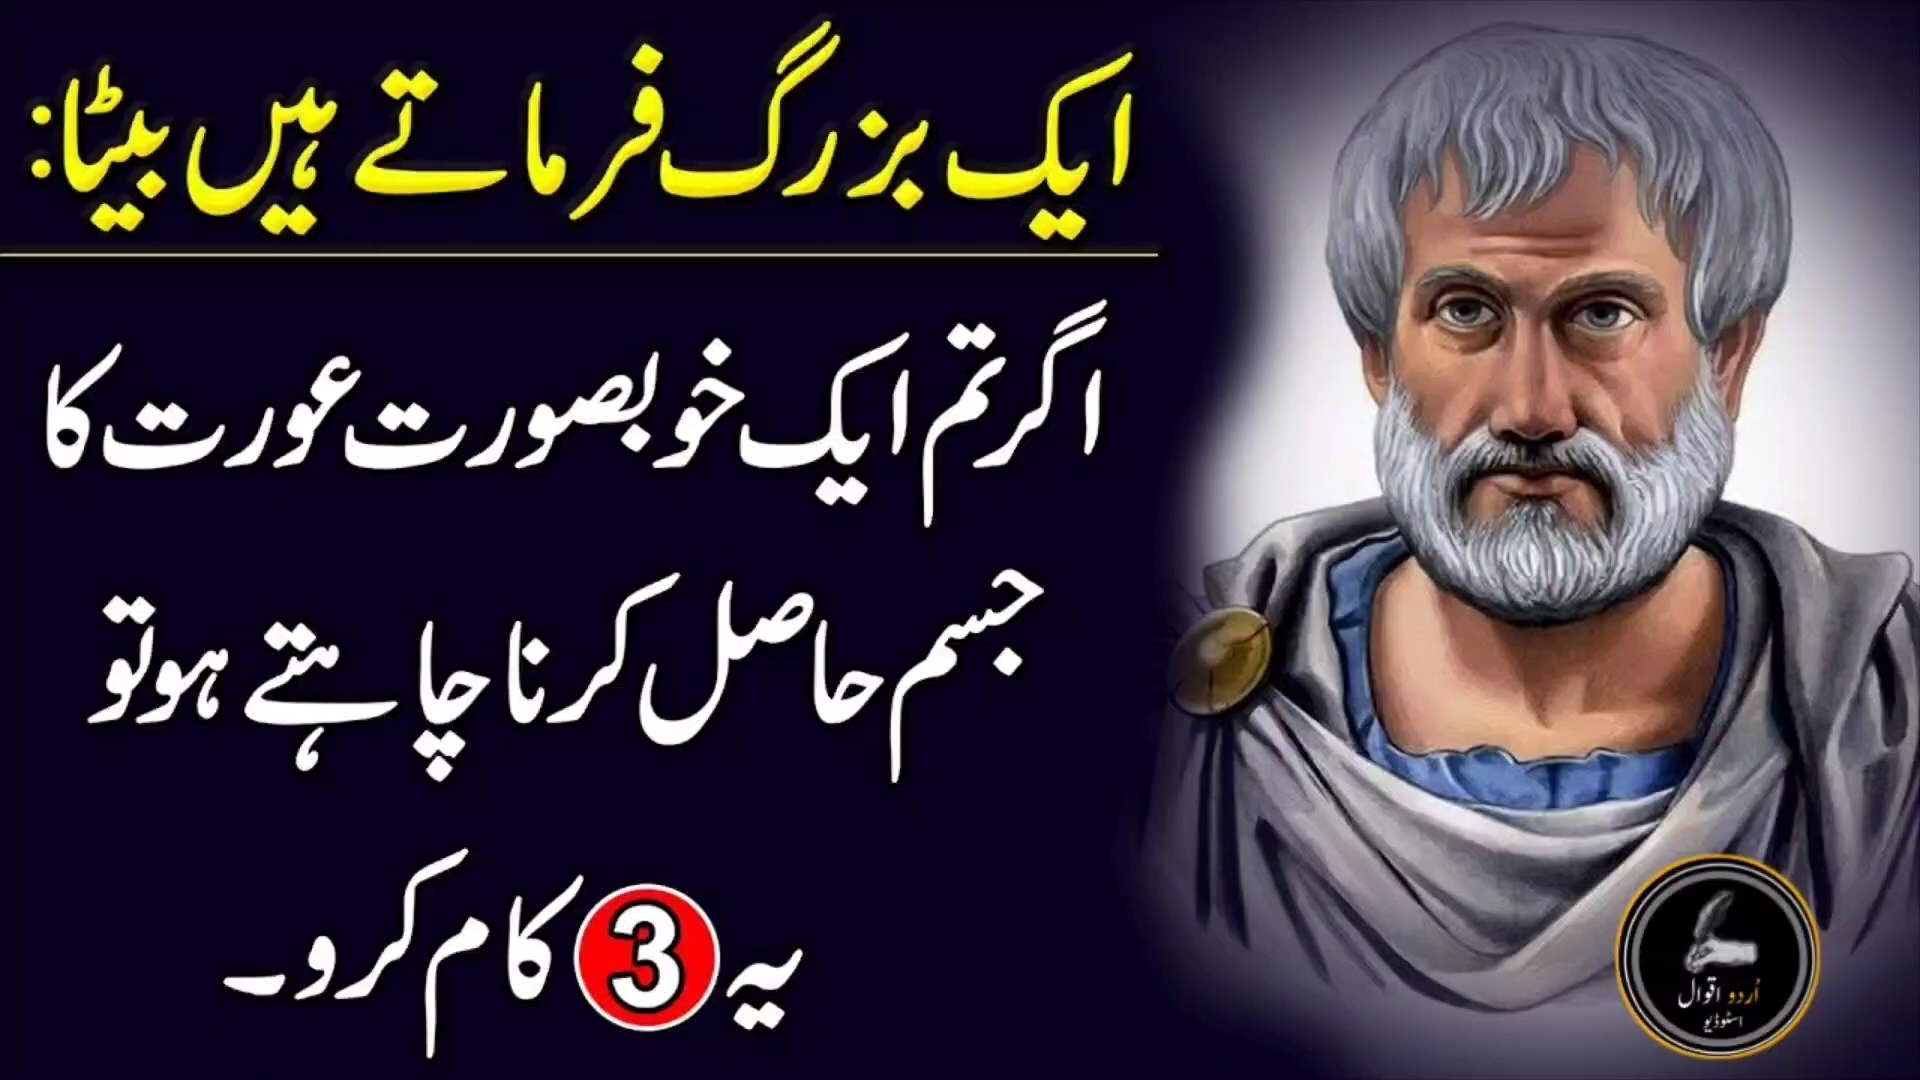 ایک بزرگ فرماتے ہیں بیٹا:
اگر تم ایک خوبصورت عورت کا
جسم حاصل کرنا چاہتے ہو تو
یہ 3 کام کرو۔
اُردو اقوال
اسٹوڈیو